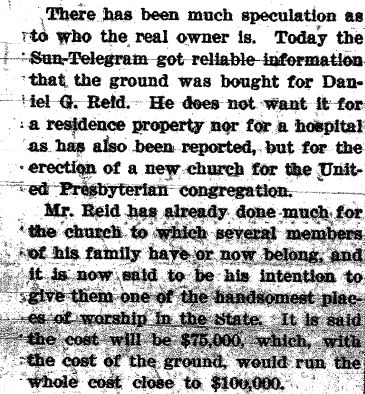 There has been much speculation as
to who the real owner is. Today the
Sun-Telegram got reliable information
that the ground was bought for Dan-
iel G. Reid. He does not want it for
a residence property nor for a hospital
as has also been reported, but for the
erection of a new church for the Unit-
ed Presbyterian congregation.
Mr. Reid has already done much for
the church to which several members
of his family have or now belong, and
it is now said to be his intention to
give them one of the handsomest plac-
es of worship in the State. It is said
the cost will be $75,000, which, with
the cost of the ground, would run the
whole cost close to $100,000.